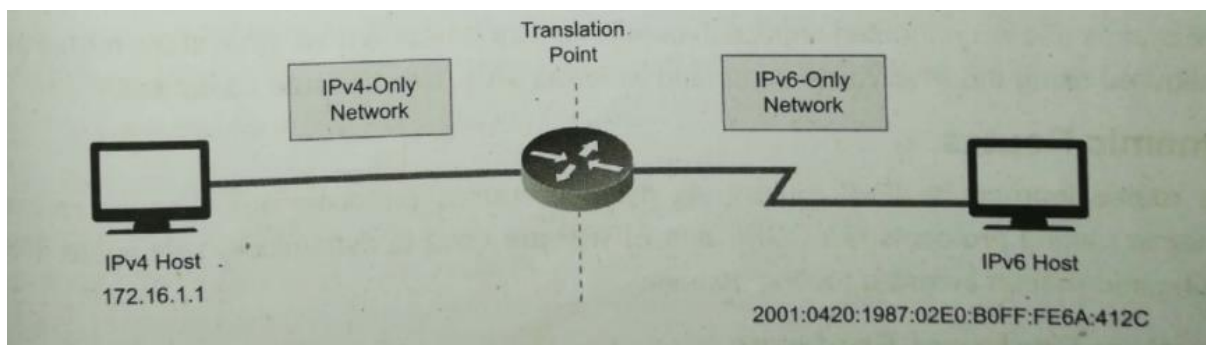 Translation
Point
IPv4-Only
Network
IPv6-Only
Network
IPv4 Host
172.16.1.1
IPv6 Host
2001:0420:1987:02E0:B0FF:FE6A:412C